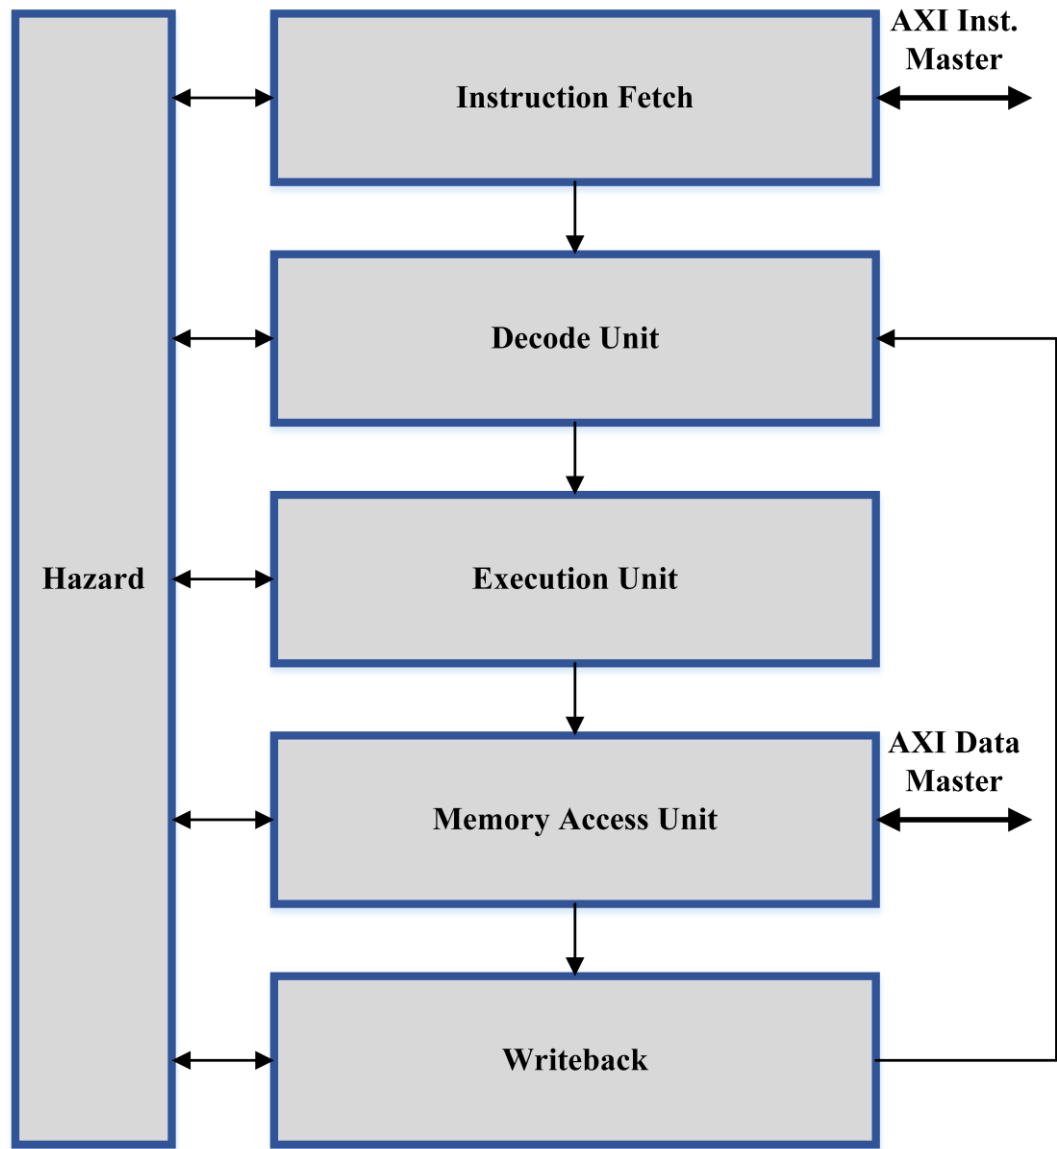 AXI Inst.
Master
Instruction Fetch
Decode Unit
Hazard
Execution Unit
AXI Data
Master
Memory Access Unit
Writeback